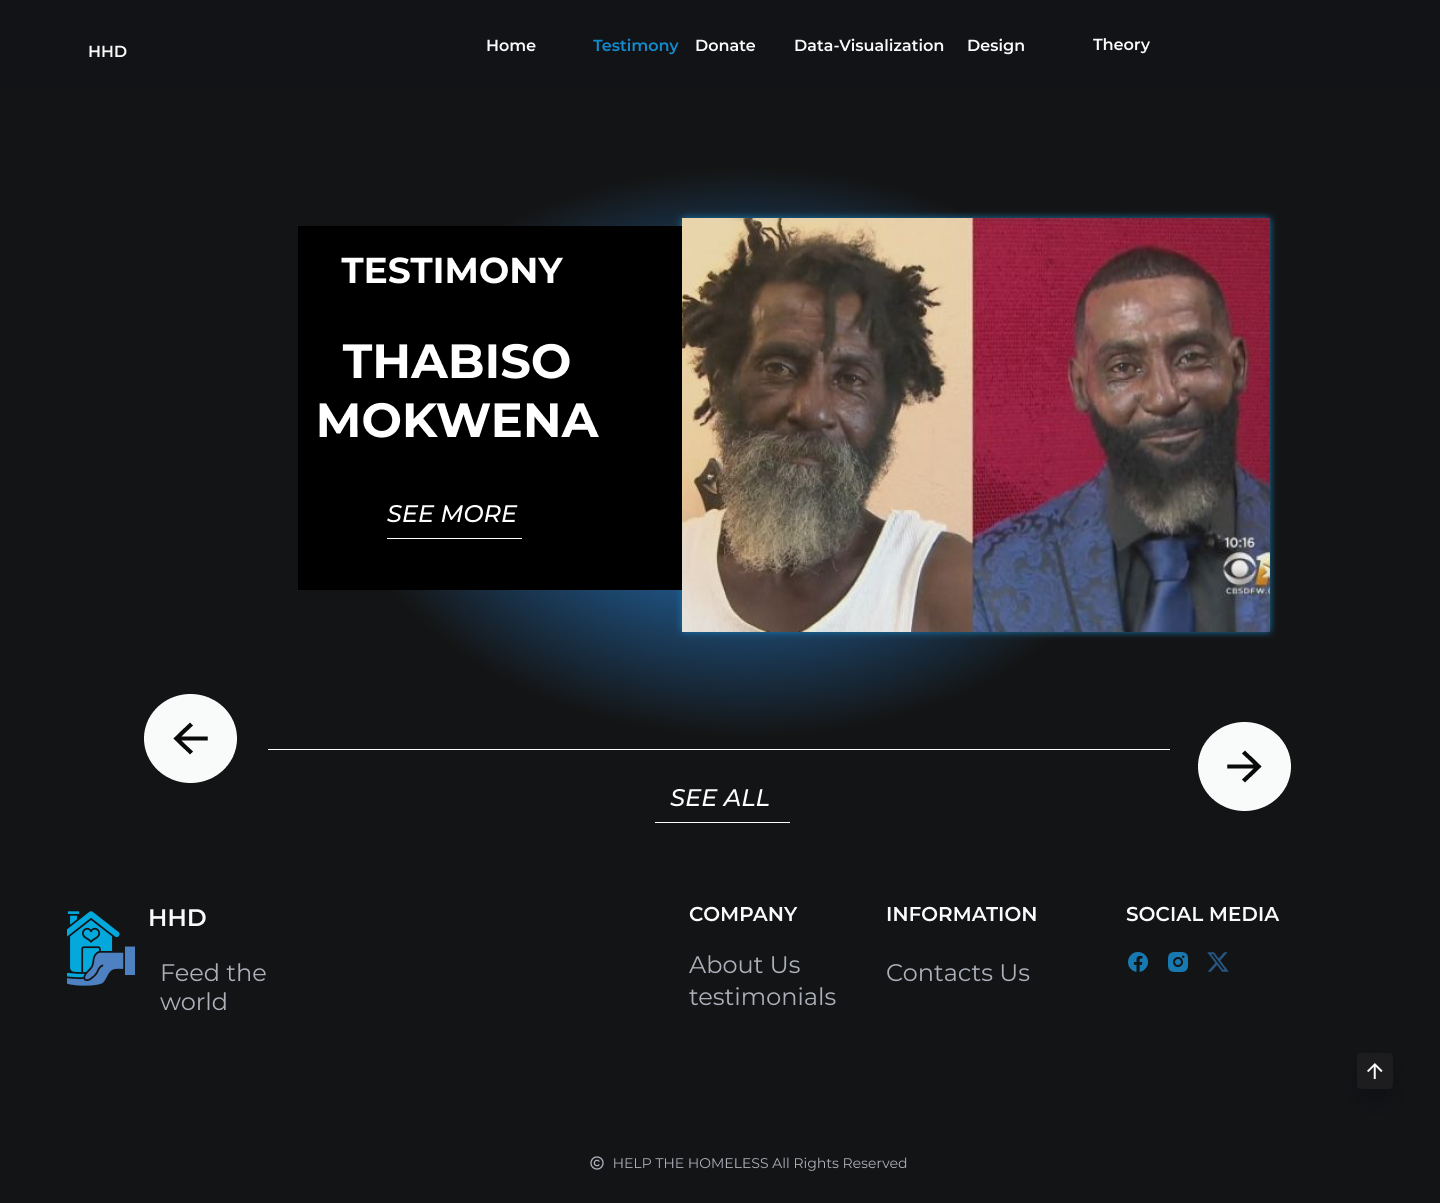 HHD
Home
Testimony
Donate
Data-Visualization
Design
Theory
TESTIMONY
THABISO
MOKWENA
SEE MORE
10:16
SEE ALL
HHD
Feed the
world
COMPANY
About Us
testimonials
INFORMATION
Contacts Us
SOCIAL MEDIA
© HELP THE HOMELESS All Rights Reserved